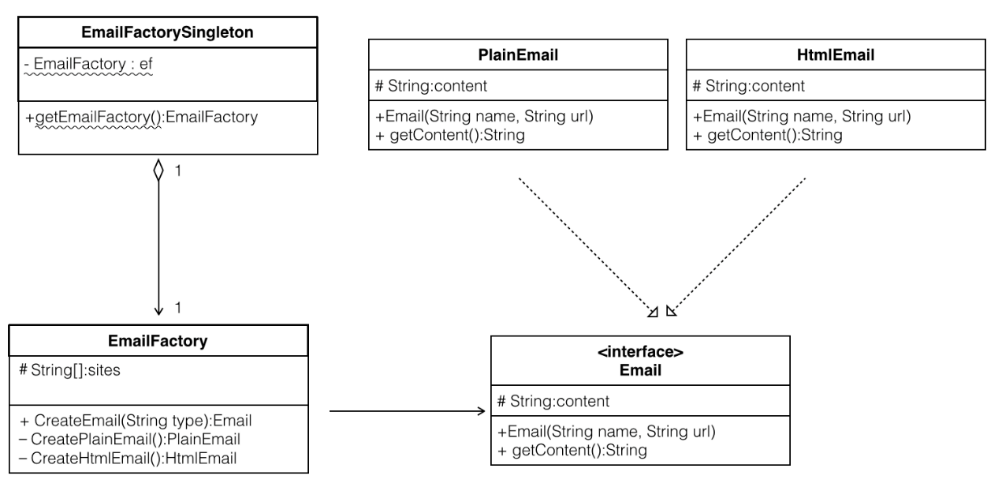 EmailFactorySingleton
- EmailFactory : ef
+getEmailFactory():EmailFactory
1
1
EmailFactory
# String[]:sites
+ CreateEmail(String type):Email
– CreatePlainEmail():PlainEmail
– CreateHtmlEmail():HtmlEmail
PlainEmail
# String:content
+Email(String name, String url)
+ getContent():String
HtmlEmail
# String:content
+Email(String name, String url)
+ getContent():String
<interface>
Email
# String:content
+Email(String name, String url)
+ getContent():String